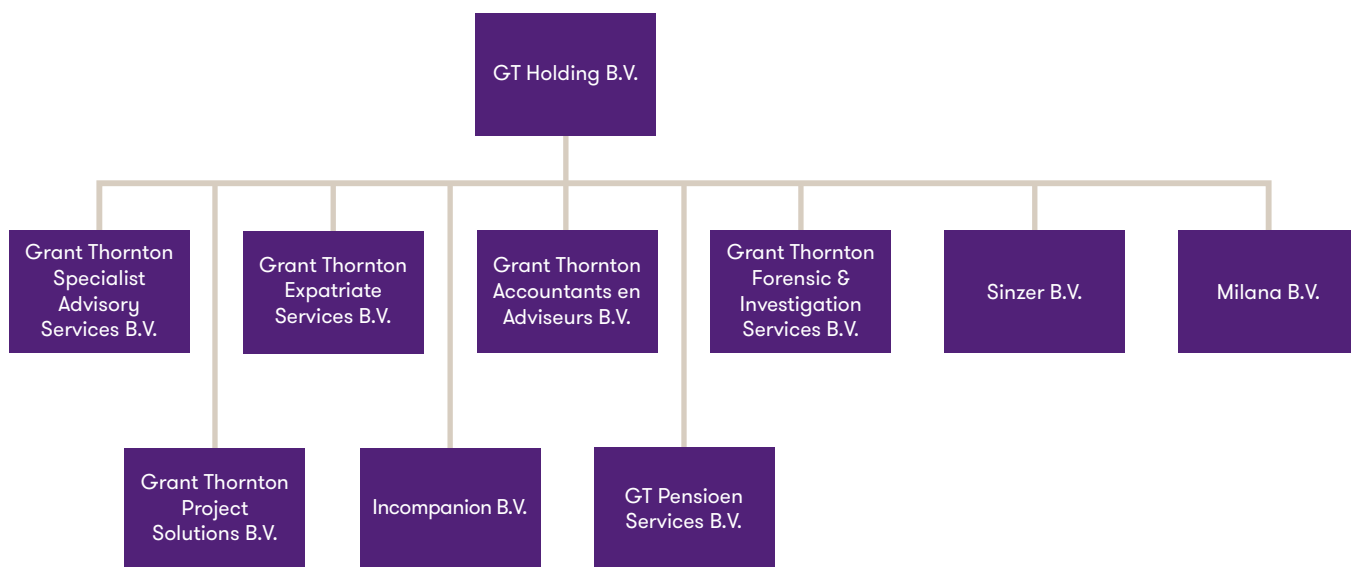 GT Holding B.V.
Grant Thornton
Specialist
Advisory
Services B.V.
Grant Thornton
Expatriate
Services B.V.
Grant Thornton
Accountants en
Adviseurs B.V.
Grant Thornton
Forensic &
Investigation
Services B.V.
Sinzer B.V.
Milana B.V.
Grant Thornton
Project
Solutions B.V.
Incompanion B.V.
GT Pensioen
Services B.V.